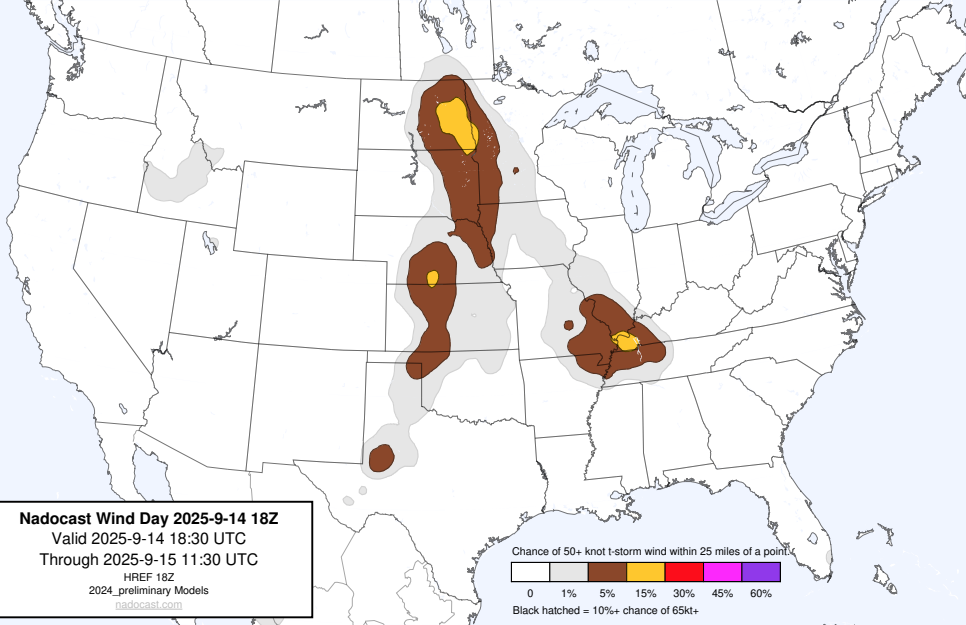 Nadocast Wind Day 2025-9-14 18Z
Valid 2025-9-14 18:30 UTC
Through 2025-9-15 11:30 UTC
HREF 18Z
2024_preliminary Models
nadocast.com
Chance of 50+ knot t-storm wind within 25 miles of a point.
0 1% 5% 15% 30% 45% 60%
Black hatched = 10%+ chance of 65kt+